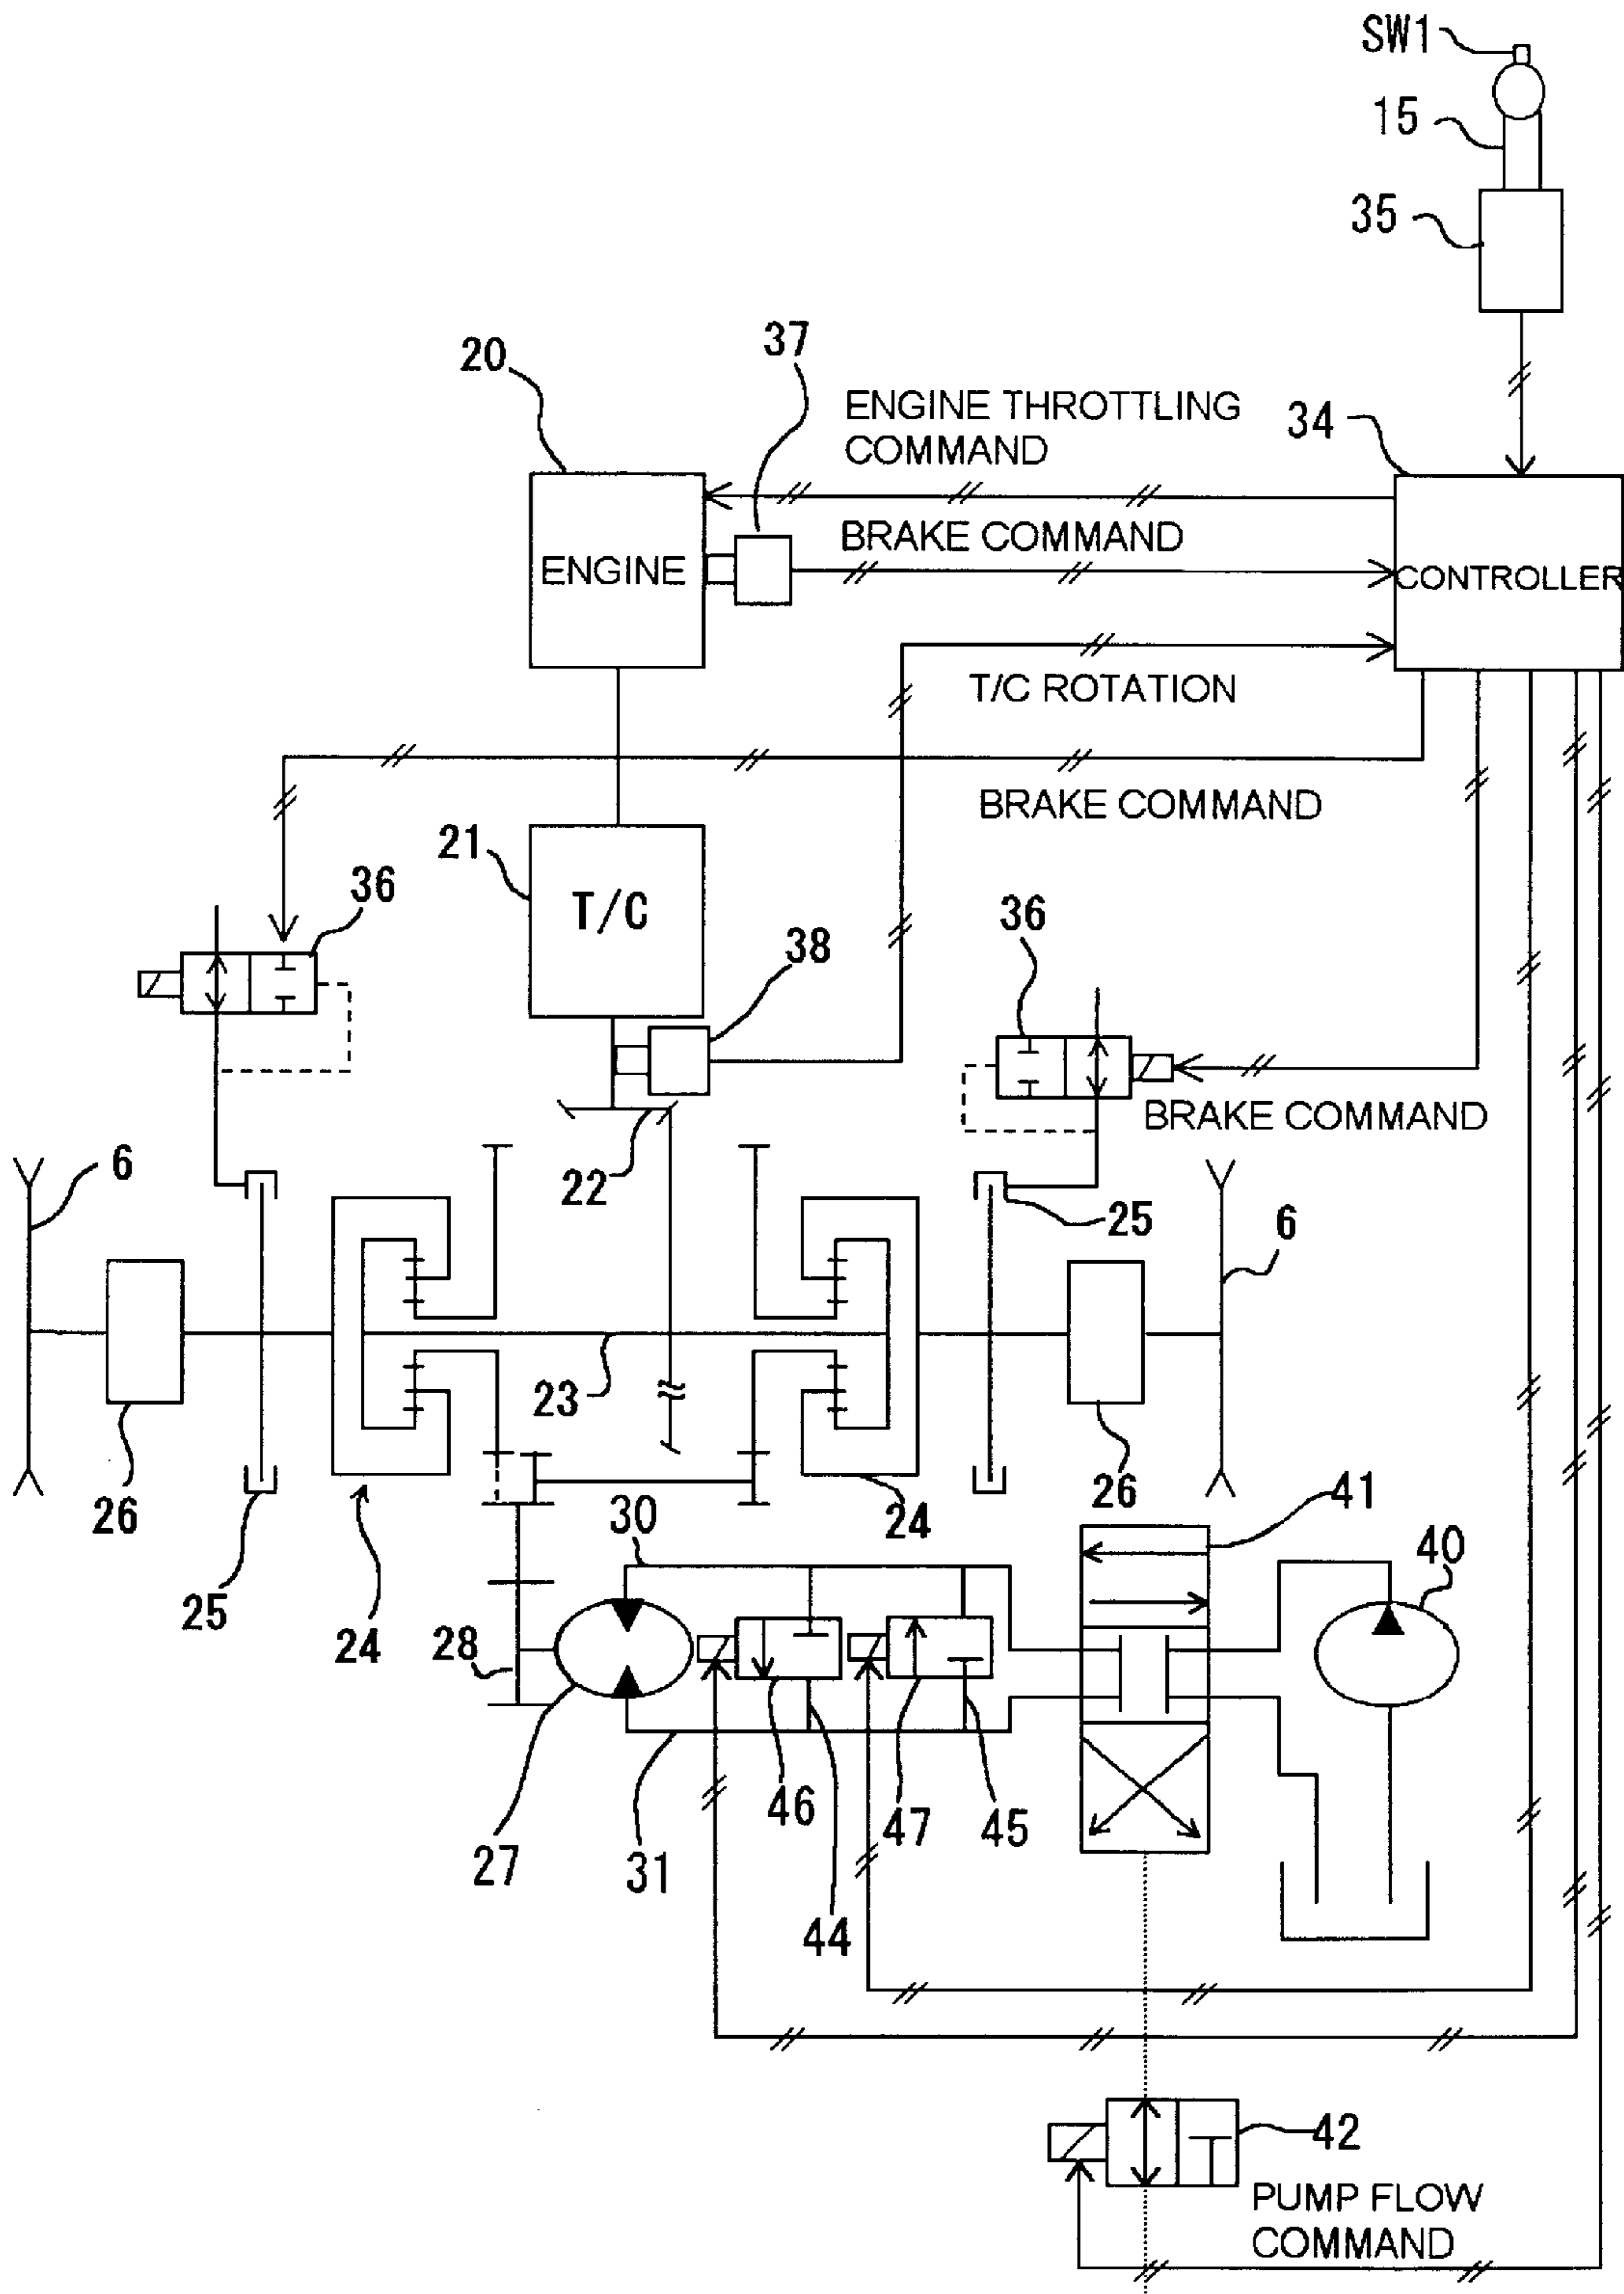 SW1
15
35
37
20
ENGINE THROTTLING
COMMAND
34
BRAKE COMMAND
ENGINE
CONTROLLER
T/C ROTATION
BRAKE COMMAND
21
36
T/C
36
38
BRAKE COMMAND
6
22
25
6
23
26
24
26
41
30
40
25
24
28
46
47
45
27
31
44
42
PUMP FLOW
COMMAND